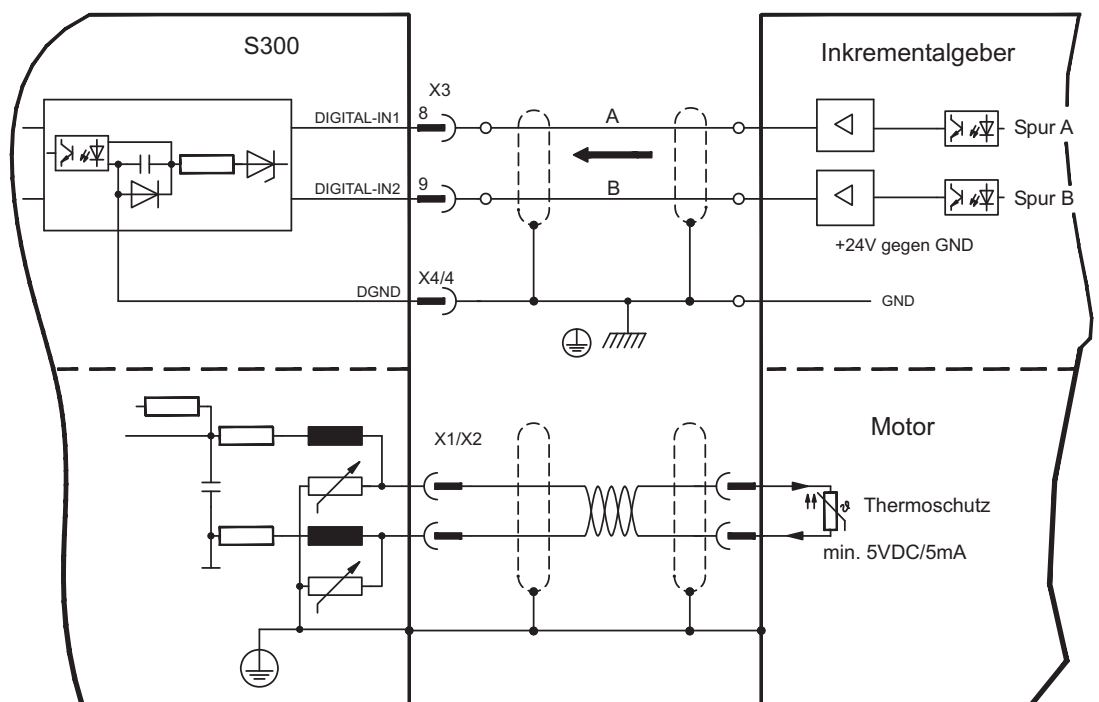 S300
Inkrementalgeber
X3
DIGITAL-IN1
8
A
Spur A
DIGITAL-IN2
9
B
Spur B
+24V gegen GND
X4/4
DGND
GND
X1/X2
Motor
ϑ
Thermoschutz
min. 5VDC/5mA